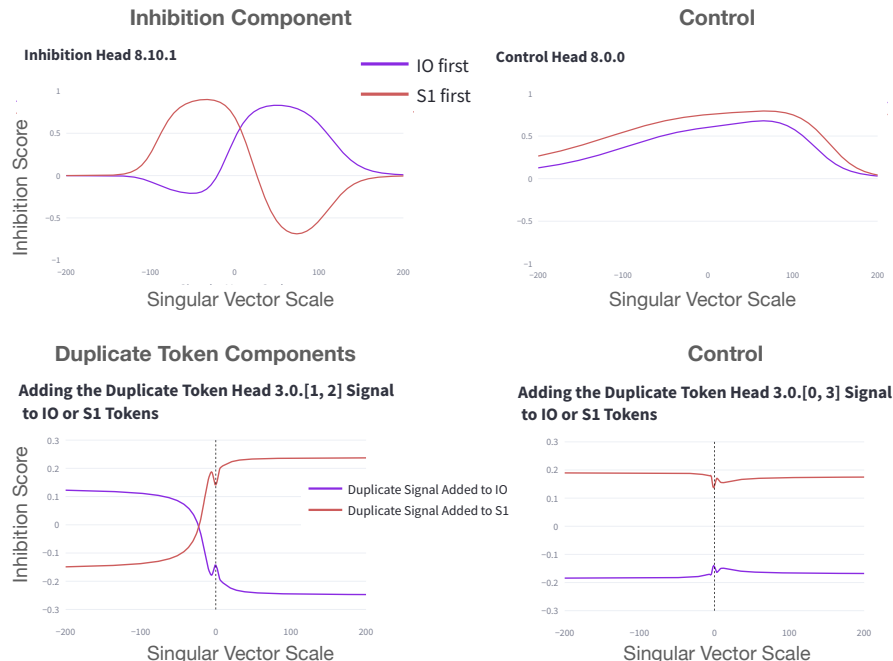 Inhibition Component
Control
Inhibition Head 8.10.1
IO first
S1 first
Control Head 8.0.0
Inhibition Score
1
0.5
0
−0.5
−1
−200
−100
0
100
200
Singular Vector Scale
1
0.5
0
−0.5
−1
−200
−100
0
100
200
Singular Vector Scale
Duplicate Token Components
Control
Adding the Duplicate Token Head 3.0.[1, 2] Signal
to IO or S1 Tokens
Adding the Duplicate Token Head 3.0.[0, 3] Signal
to IO or S1 Tokens
Inhibition Score
0.3
0.2
0.1
0
−0.1
−0.2
−0.3
−200
−100
0
100
200
Singular Vector Scale
Duplicate Signal Added to IO
Duplicate Signal Added to S1
0.3
0.2
0.1
0
−0.1
−0.2
−0.3
−200
−100
0
100
200
Singular Vector Scale